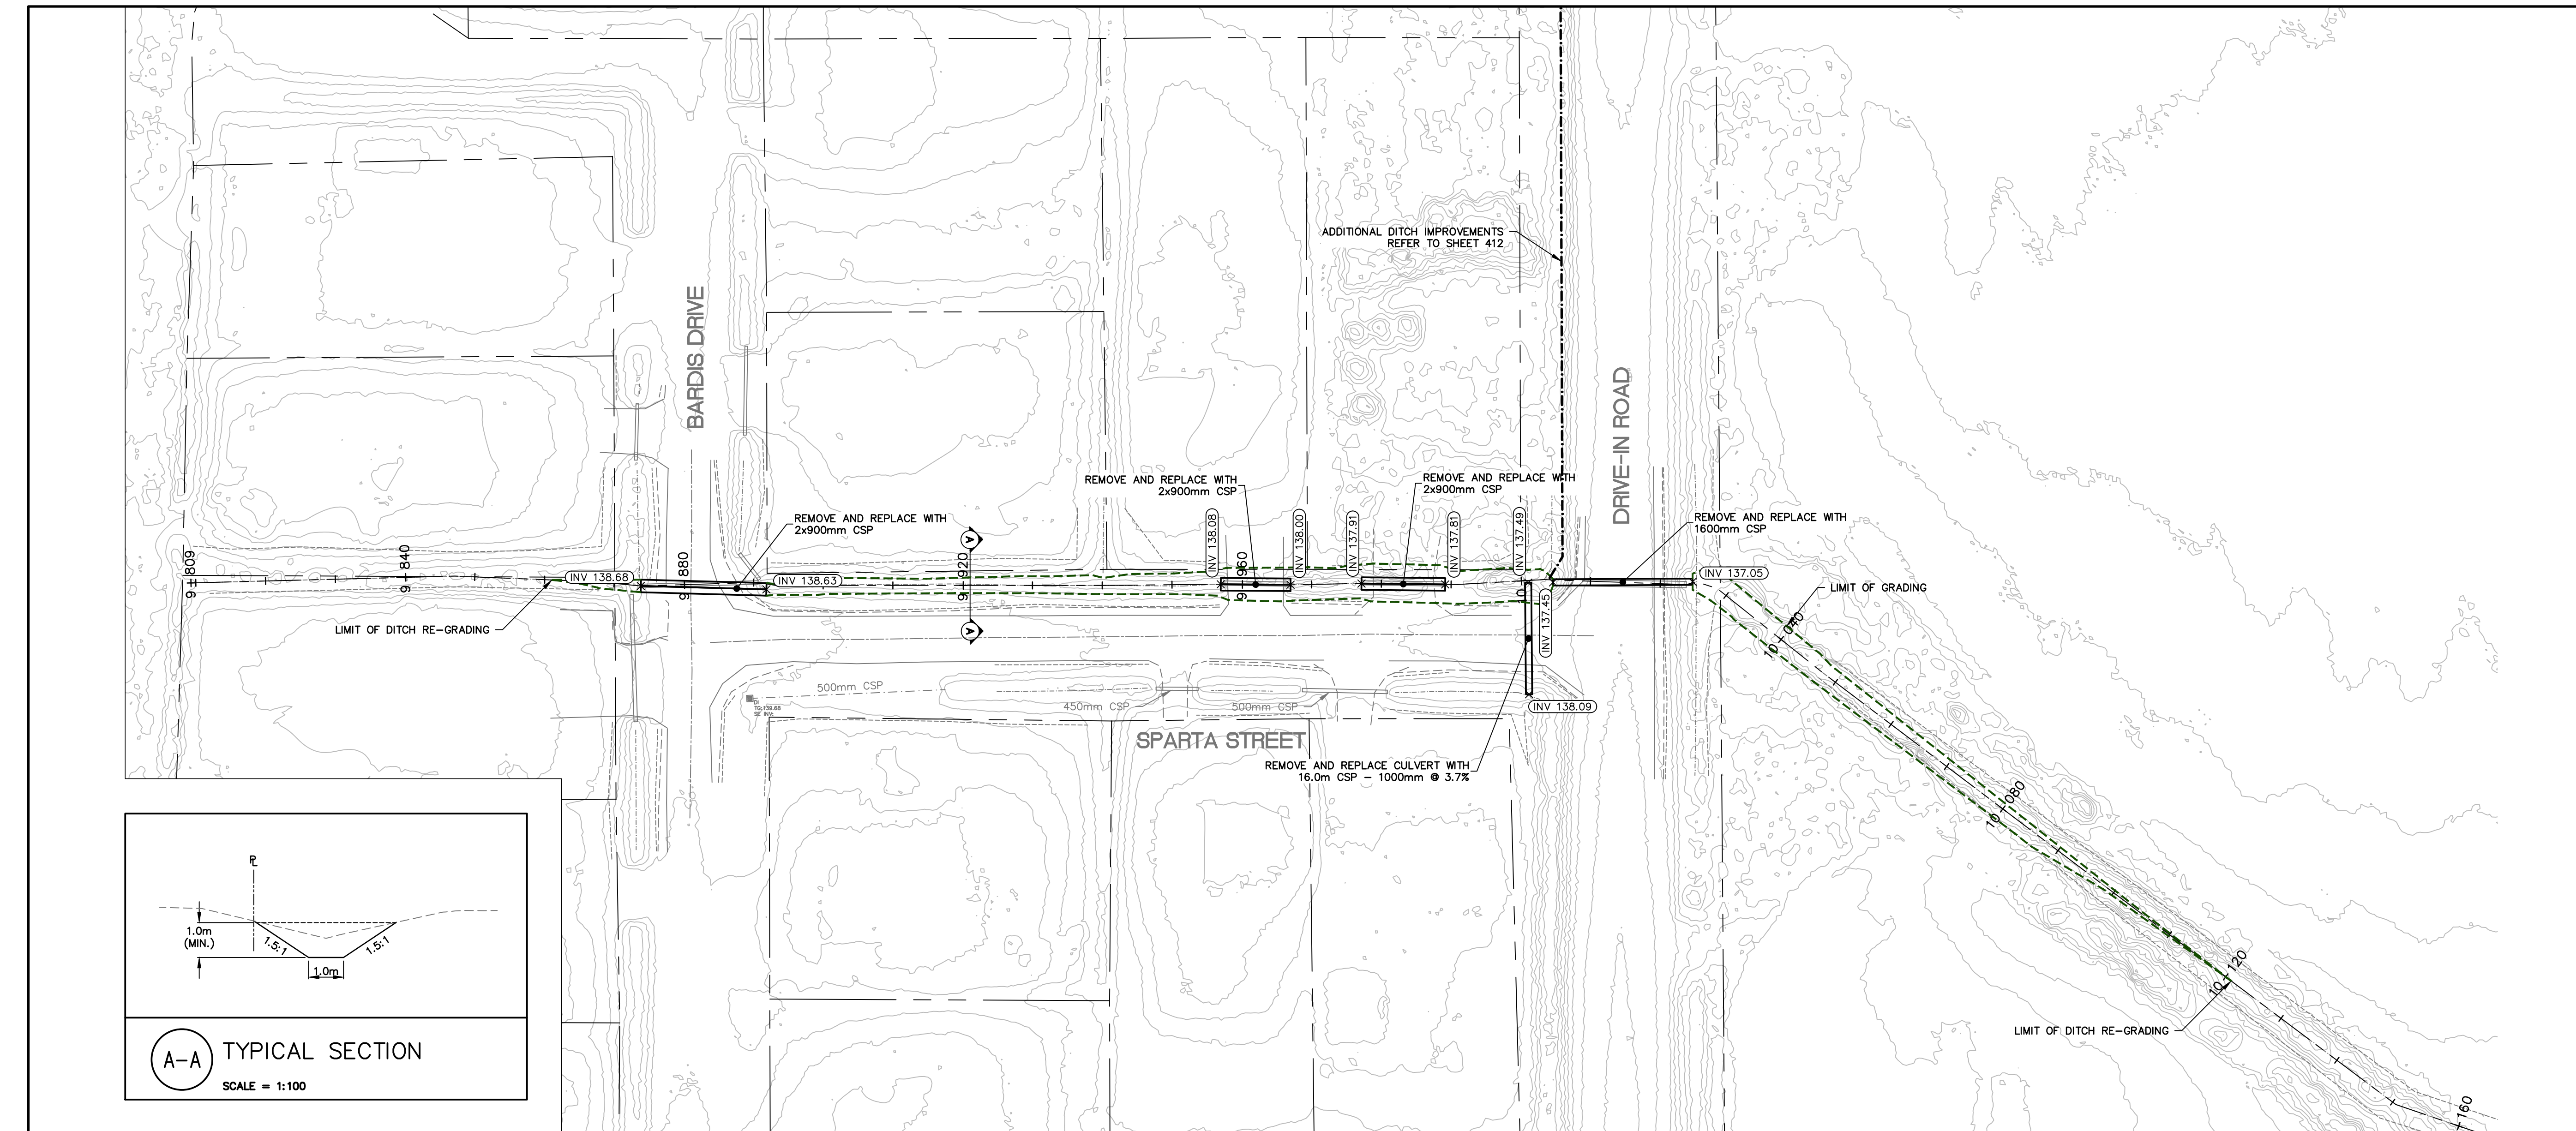 ADDITIONAL DITCH IMPROVEMENTS
REFER TO SHEET 412
BARDIS DRIVE
DRIVE-IN ROAD
REMOVE AND REPLACE WITH
2x900mm CSP
REMOVE AND REPLACE WITH
2x900mm CSP
REMOVE AND REPLACE WITH
2x900mm CSP
REMOVE AND REPLACE WITH
1600mm CSP
INV 138.08
INV 138.00
INV 137.91
INV 137.81
INV 137.49
9 809
9 840
INV 138.68
9 880
INV 138.63
A
9 920
A
9 960
10
INV 137.45
INV 137.05
LIMIT OF GRADING
LIMIT OF DITCH RE-GRADING
10 040
500mm CSP
DI
450mm CSP
500mm CSP
INV 138.09
SPARTA STREET
REMOVE AND REPLACE CULVERT WITH
16.0m CSP – 1000mm @ 3.7%
10 080
10 120
LIMIT OF DITCH RE-GRADING
160
PL
1.0m
(MIN.)
1.5:1
1.5:1
1.0m
A-A
TYPICAL SECTION
SCALE = 1:100